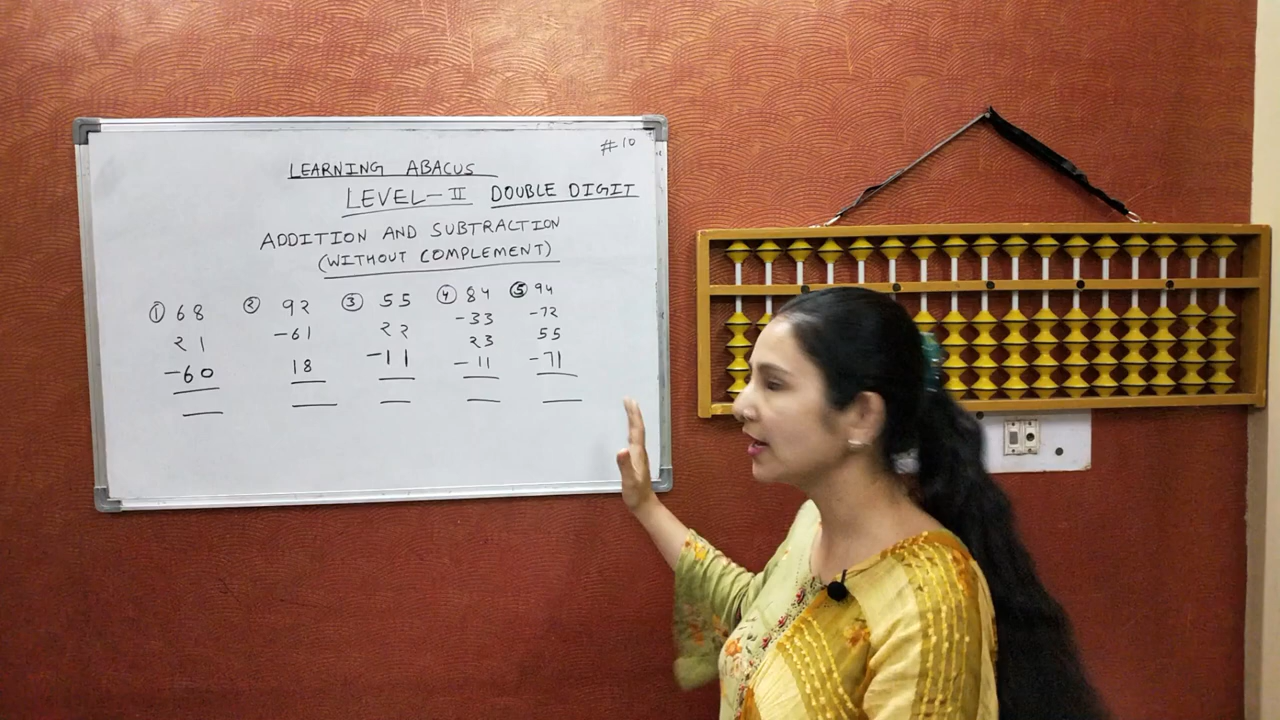 #10
LEARNING ABACUS
LEVEL-II DOUBLE DIGIT
ADDITION AND SUBTRACTION
(WITHOUT COMPLEMENT)
① 68 ② 92 ③ 55 ④ 84 ⑤ 94
21 -61 22 -33 -72
-60 18 -11 23 55
-11 -71